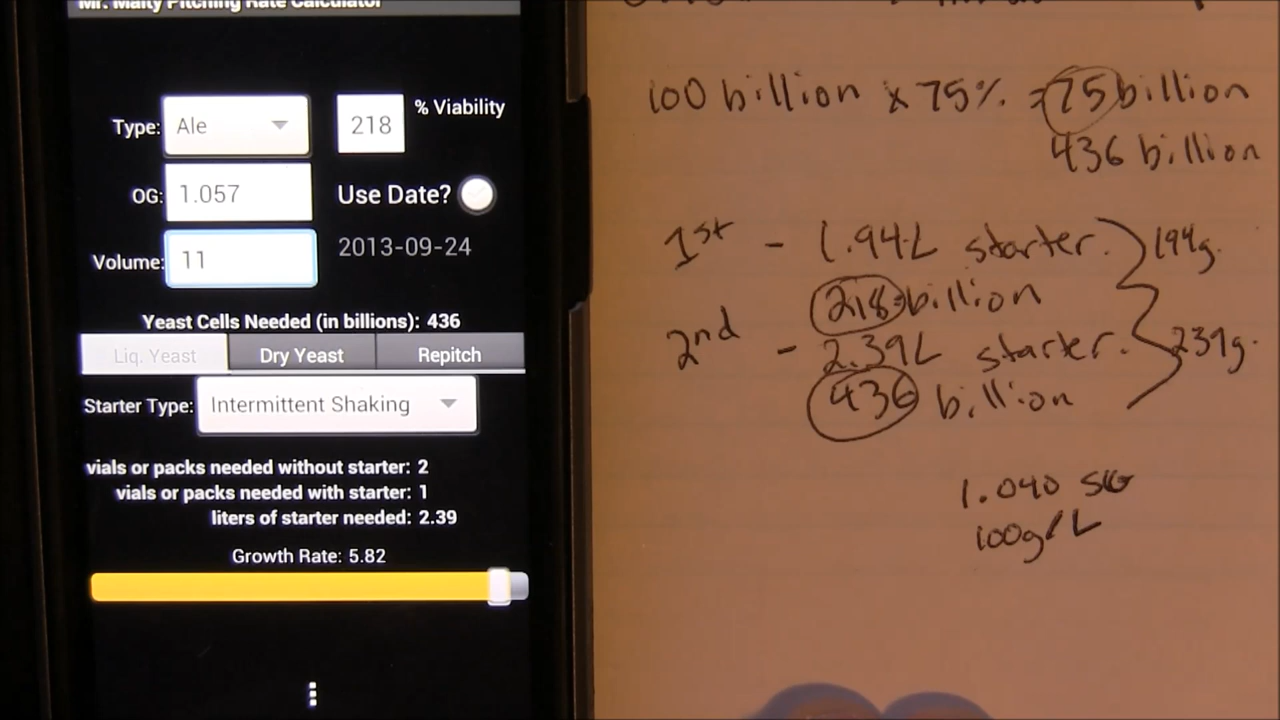 Mr. Malty Pitching Rate Calculator
Type: Ale 218 % Viability
OG: 1.057 Use Date?
Volume: 11 2013-09-24
Yeast Cells Needed (in billions): 436
Liq. Yeast Dry Yeast Repitch
Starter Type: Intermittent Shaking
vials or packs needed without starter: 2
vials or packs needed with starter: 1
liters of starter needed: 2.39
Growth Rate: 5.82
100 billion x 75% = 75 billion
436 billion
1st - 1.94L starter. 194g.
218 billion
2nd - 2.39L starter. 239g.
436 billion
1.040 SG
100g/L